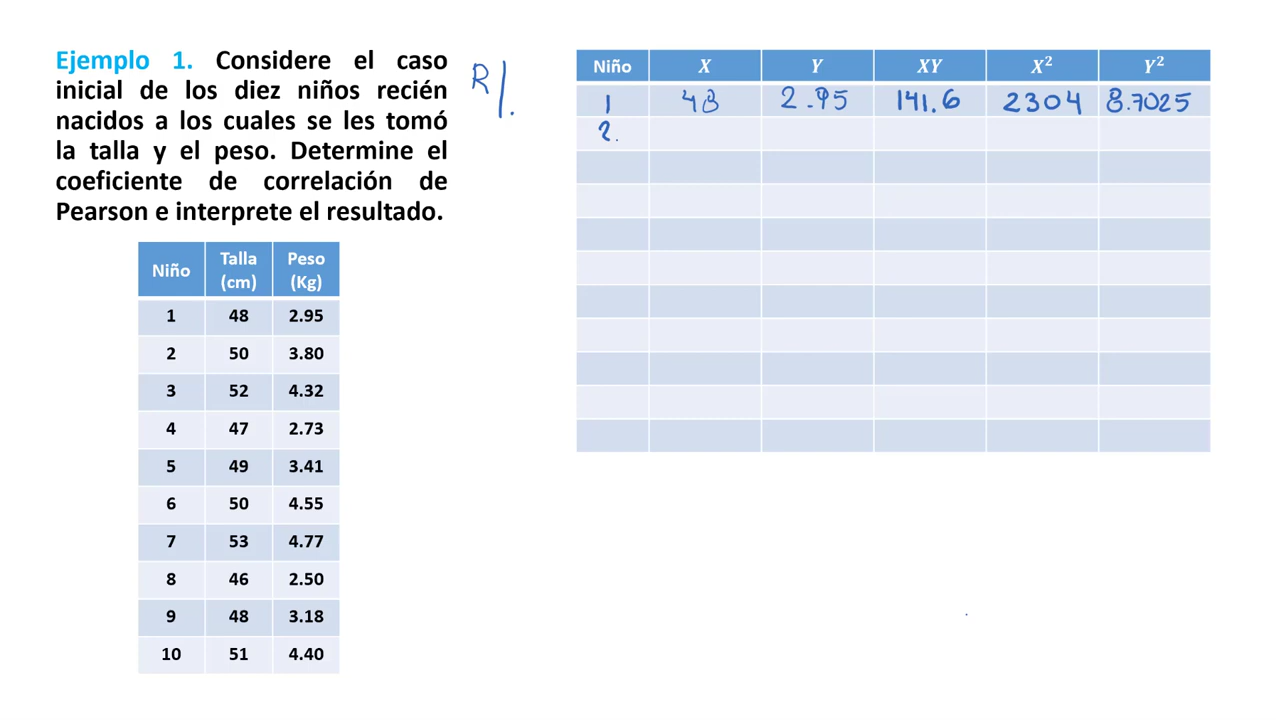 Ejemplo 1. Considere el caso
inicial de los diez niños recién
nacidos a los cuales se les tomó
la talla y el peso. Determine el
coeficiente de correlación de
Pearson e interprete el resultado.
R/.
Niño Talla (cm) Peso (Kg)
1 48 2.95
2 50 3.80
3 52 4.32
4 47 2.73
5 49 3.41
6 50 4.55
7 53 4.77
8 46 2.50
9 48 3.18
10 51 4.40
Niño X Y XY X² Y²
1 48 2.95 141.6 2304 8.7025
2.